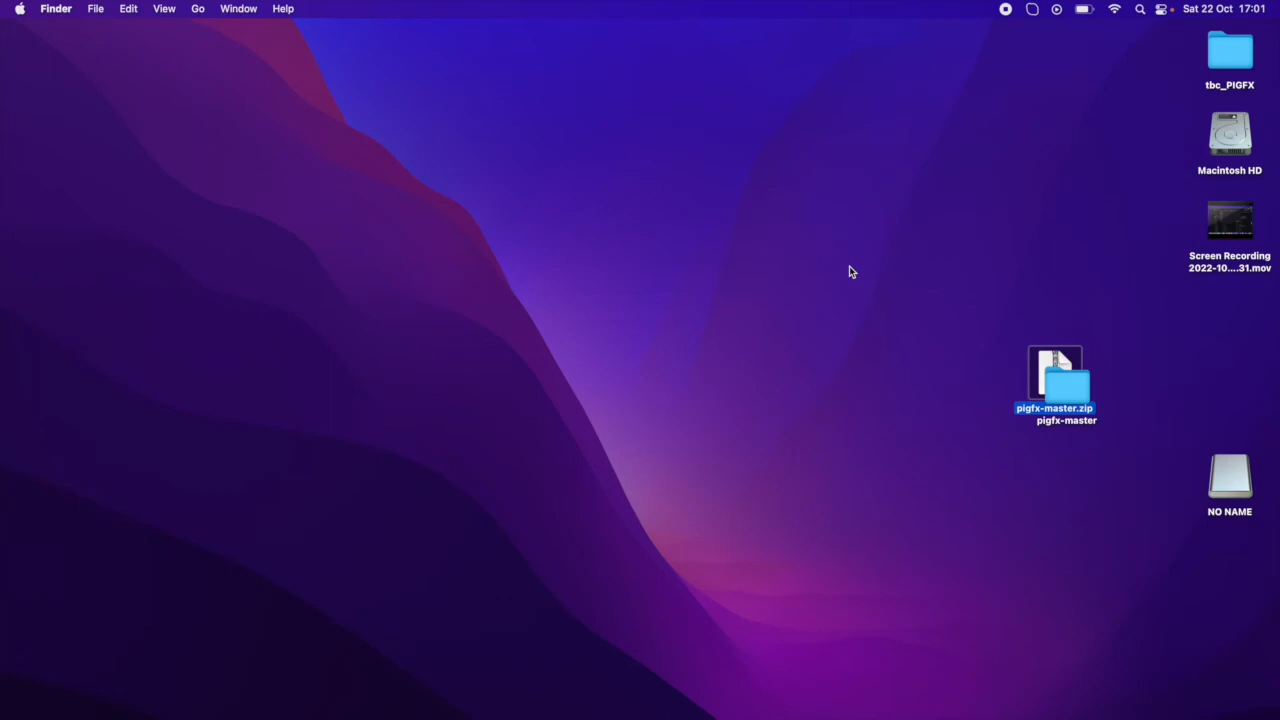 Finder File Edit View Go Window Help Sat 22 Oct 17:01
tbc_PIGFX
Macintosh HD
Screen Recording
2022-10....31.mov
pigfx-master.zip
pigfx-master
NO NAME